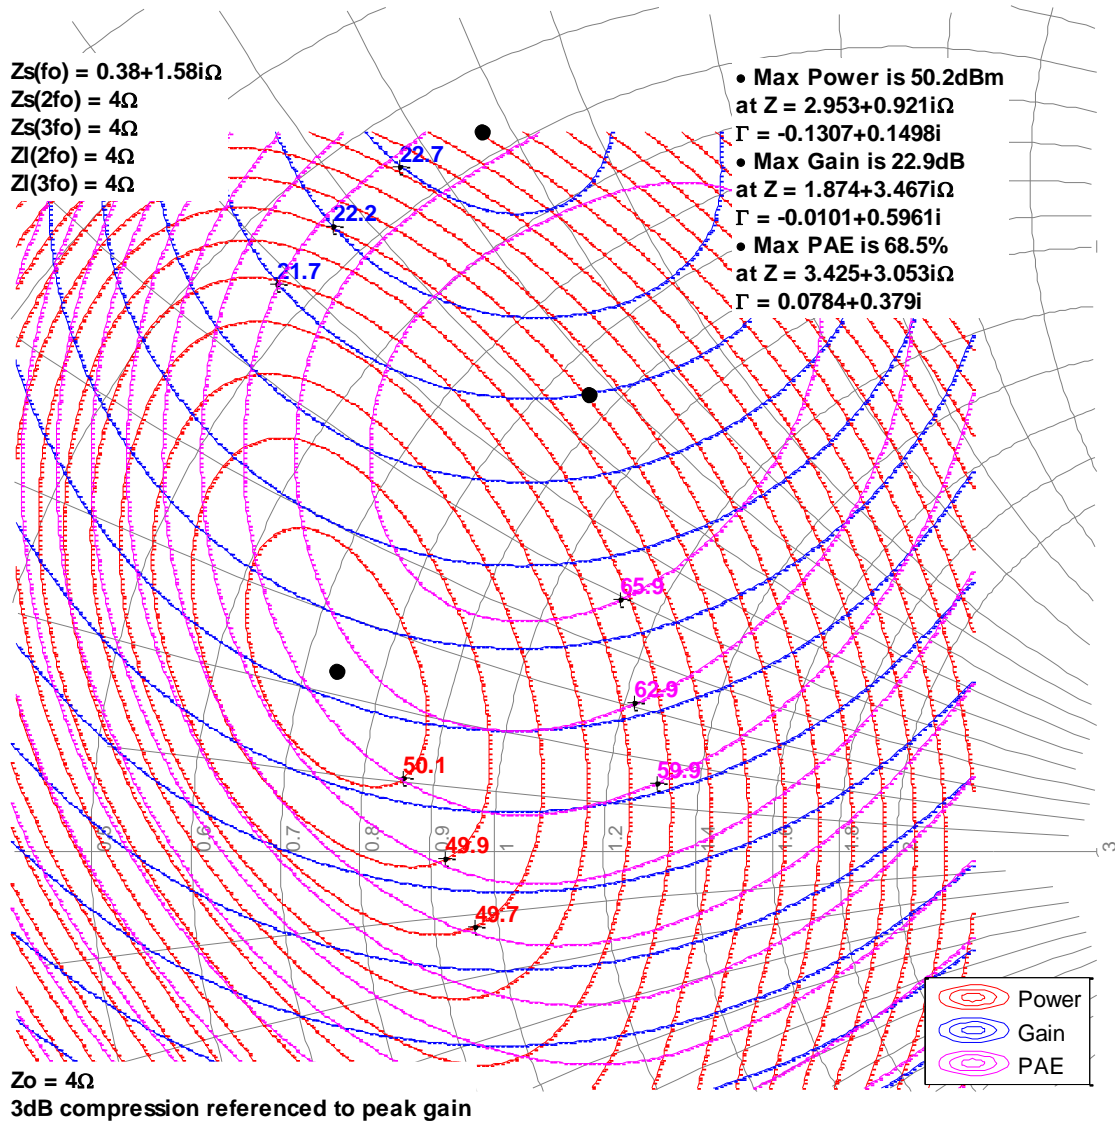 Zs(fo) = 0.38+1.58iΩ
Zs(2fo) = 4Ω
Zs(3fo) = 4Ω
Zl(2fo) = 4Ω
Zl(3fo) = 4Ω
• Max Power is 50.2dBm
at Z = 2.953+0.921iΩ
Γ = -0.1307+0.1498i
• Max Gain is 22.9dB
at Z = 1.874+3.467iΩ
Γ = -0.0101+0.5961i
• Max PAE is 68.5%
at Z = 3.425+3.053iΩ
Γ = 0.0784+0.379i
22.7
22.2
21.7
65.9
62.9
59.9
50.1
49.9
49.7
0.5
0.6
0.7
0.8
0.9
1
1.2
1.4
1.6
1.8
2
3
Power
Gain
PAE
Zo = 4Ω
3dB compression referenced to peak gain